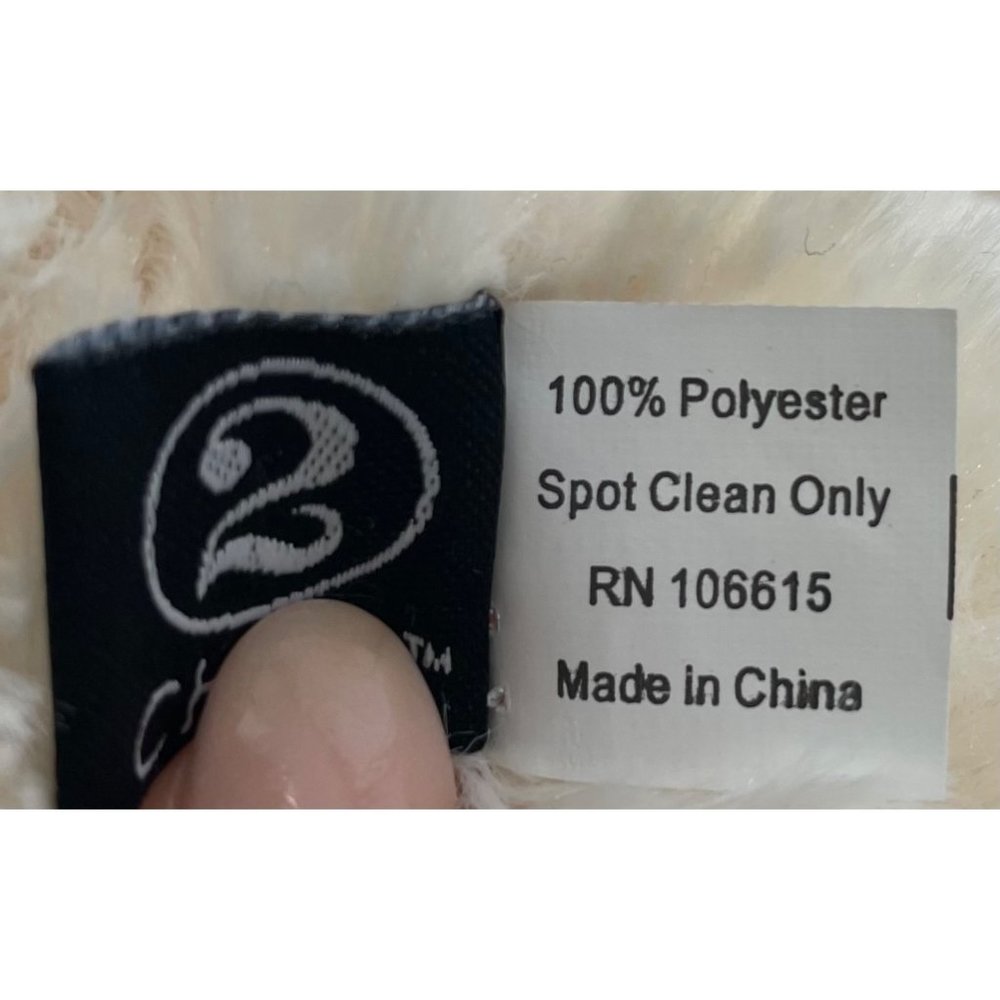 2
TM
100% Polyester
Spot Clean Only
RN 106615
Made in China